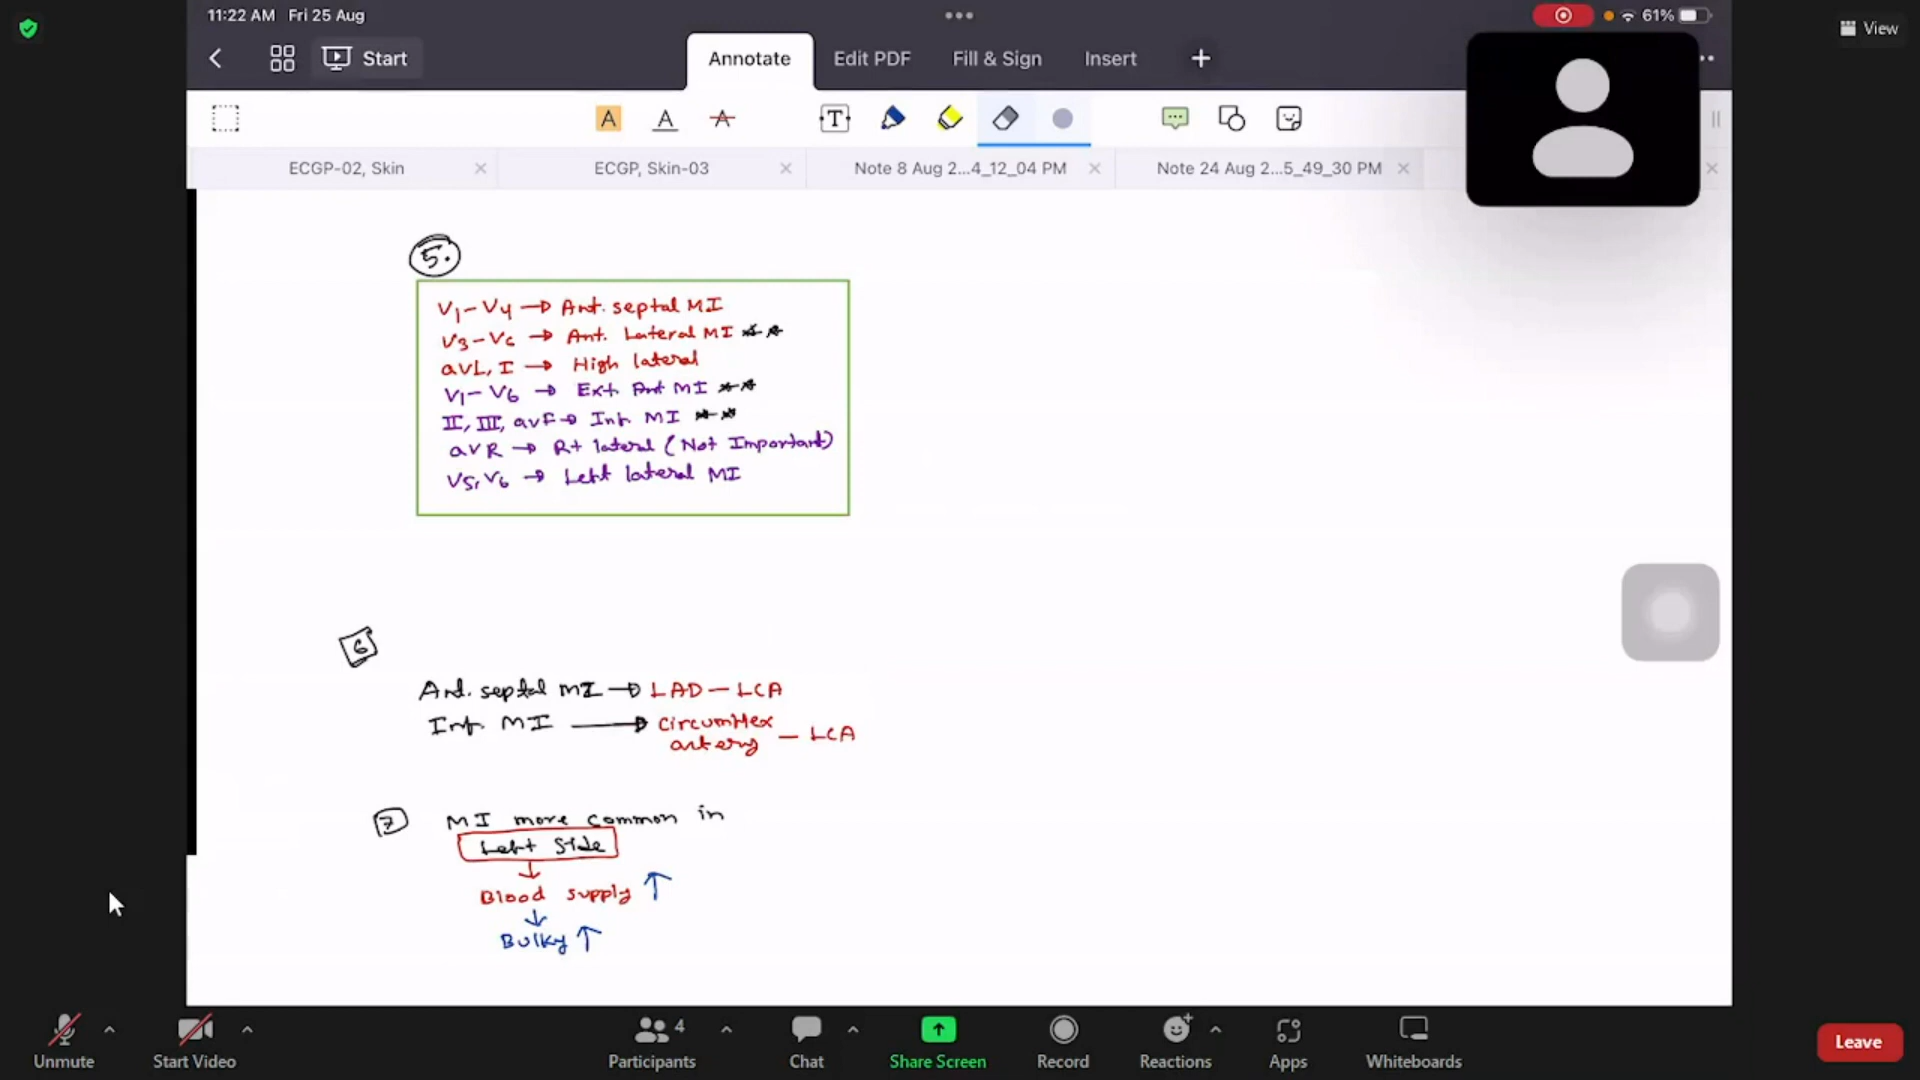 11:22 AM Fri 25 Aug
61%
View
Start
Annotate
Edit PDF
Fill & Sign
Insert
A A A T
ECGP-02, Skin
ECGP, Skin-03
Note 8 Aug 2...4_12_04 PM
Note 24 Aug 2...5_49_30 PM
5.
V1-V4 → Ant. septal MI
V3-V6 → Ant. Lateral MI ★★
aVL, I → High lateral
V1-V6 → Ext. Ant MI ★★
II, III, avF → Inf. MI ★★
aVR → Rt lateral (Not Important)
V5, V6 → Left lateral MI
6
Ant. septal MI → LAD - LCA
Inf. MI → Circumflex artery - LCA
7 MI more common in
Left Side
↓
Blood supply ↑
↓
Bulky ↑
Unmute
Start Video
Participants 4
Chat
Share Screen
Record
Reactions
Apps
Whiteboards
Leave